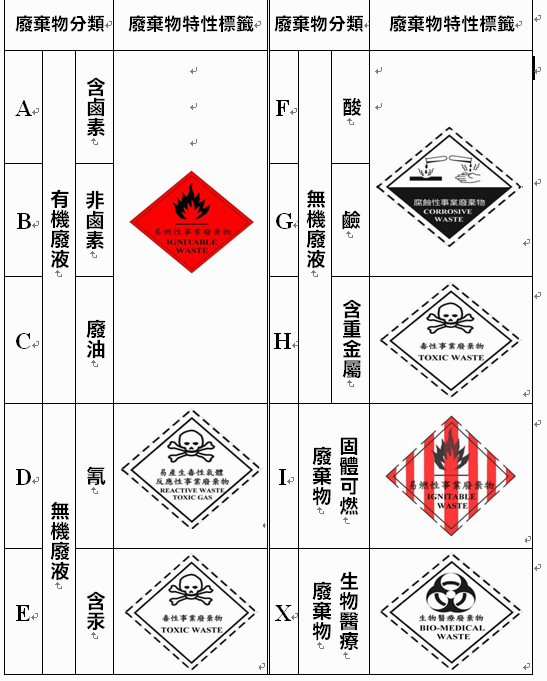 廢棄物分類 廢棄物特性標籤 廢棄物分類 廢棄物特性標籤
A
有機廢液
含鹵素
B
非鹵素
C
廢油
易燃性事業廢棄物
IGNITABLE
WASTE
D
無機廢液
氰
易產生毒性氣體
反應性事業廢棄物
REACTIVE WASTE
TOXIC GAS
E
含汞
毒性事業廢棄物
TOXIC WASTE
F
無機廢液
酸
G
鹼
腐蝕性事業廢棄物
CORROSIVE
WASTE
H
含重金屬
毒性事業廢棄物
TOXIC WASTE
I
固體可燃
廢棄物
易燃性事業廢棄物
IGNITABLE
WASTE
X
生物醫療
廢棄物
生物醫療廢棄物
BIO-MEDICAL
WASTE